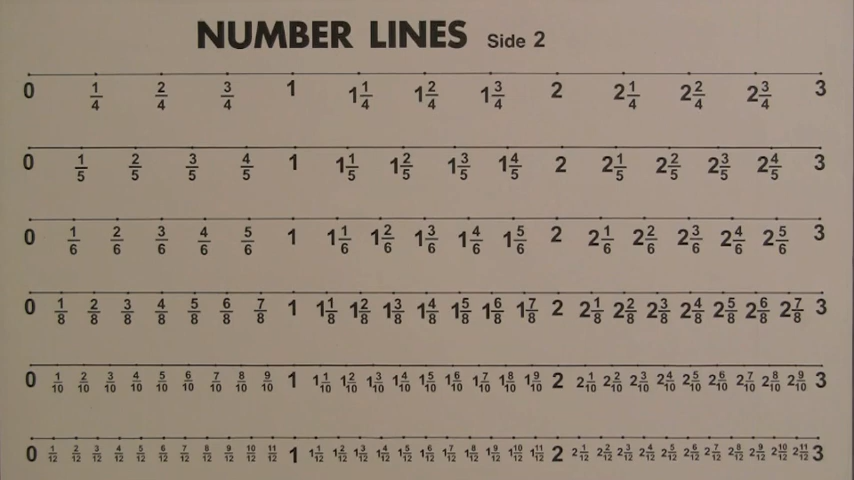 NUMBER LINES Side 2
0 1/4 2/4 3/4 1 1 1/4 1 2/4 1 3/4 2 2 1/4 2 2/4 2 3/4 3
0 1/5 2/5 3/5 4/5 1 1 1/5 1 2/5 1 3/5 1 4/5 2 2 1/5 2 2/5 2 3/5 2 4/5 3
0 1/6 2/6 3/6 4/6 5/6 1 1 1/6 1 2/6 1 3/6 1 4/6 1 5/6 2 2 1/6 2 2/6 2 3/6 2 4/6 2 5/6 3
0 1/8 2/8 3/8 4/8 5/8 6/8 7/8 1 1 1/8 1 2/8 1 3/8 1 4/8 1 5/8 1 6/8 1 7/8 2 2 1/8 2 2/8 2 3/8 2 4/8 2 5/8 2 6/8 2 7/8 3
0 1/10 2/10 3/10 4/10 5/10 6/10 7/10 8/10 9/10 1 1 1/10 1 2/10 1 3/10 1 4/10 1 5/10 1 6/10 1 7/10 1 8/10 1 9/10 2 2 1/10 2 2/10 2 3/10 2 4/10 2 5/10 2 6/10 2 7/10 2 8/10 2 9/10 3
0 1/12 2/12 3/12 4/12 5/12 6/12 7/12 8/12 9/12 10/12 11/12 1 1 1/12 1 2/12 1 3/12 1 4/12 1 5/12 1 6/12 1 7/12 1 8/12 1 9/12 1 10/12 1 11/12 2 2 1/12 2 2/12 2 3/12 2 4/12 2 5/12 2 6/12 2 7/12 2 8/12 2 9/12 2 10/12 2 11/12 3